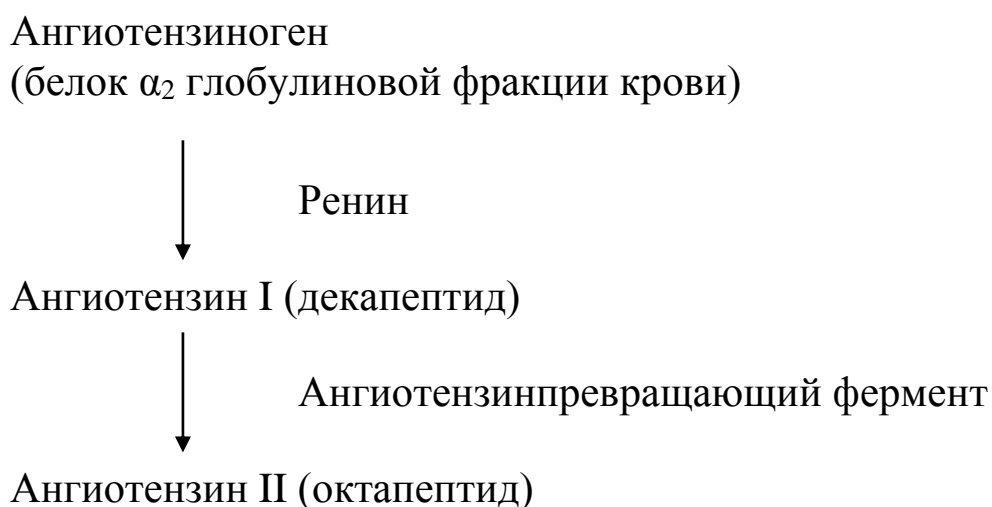 Ангиотензиноген
(белок α₂ глобулиновой фракции крови)
Ренин
Ангиотензин I (декапептид)
Ангиотензинпревращающий фермент
Ангиотензин II (октапептид)